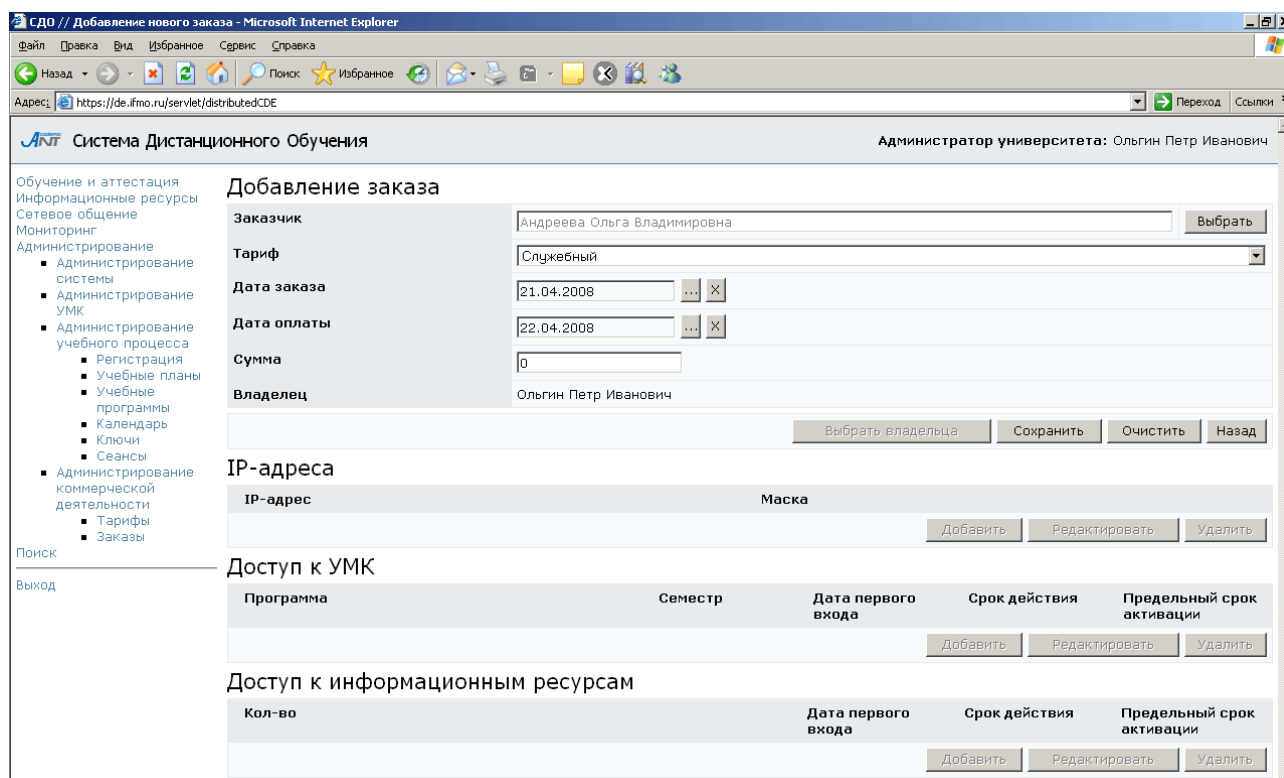 СДО // Добавление нового заказа - Microsoft Internet Explorer
Файл Правка Вид Избранное Сервис Справка
Назад Поиск Избранное
Адрес: https://de.ifmo.ru/servlet/distributedCDE Переход Ссылки
Academic ANT Система Дистанционного Обучения Администратор университета: Ольгин Петр Иванович
Обучение и аттестация
Информационные ресурсы
Сетевое общение
Мониторинг
Администрирование
Администрирование
системы
Администрирование
УМК
Администрирование
учебного процесса
Регистрация
Учебные планы
Учебные
программы
Календарь
Ключи
Сеансы
Администрирование
коммерческой
деятельности
Тарифы
Заказы
Поиск
Выход
Добавление заказа
Заказчик Андреева Ольга Владимировна Выбрать
Тариф Служебный
Дата заказа 21.04.2008 ... X
Дата оплаты 22.04.2008 ... X
Сумма 0
Владелец Ольгин Петр Иванович
Выбрать владельца Сохранить Очистить Назад
IP-адреса
IP-адрес Маска
Добавить Редактировать Удалить
Доступ к УМК
Программа Семестр Дата первого входа Срок действия Предельный срок активации
Добавить Редактировать Удалить
Доступ к информационным ресурсам
Кол-во Дата первого входа Срок действия Предельный срок активации
Добавить Редактировать Удалить